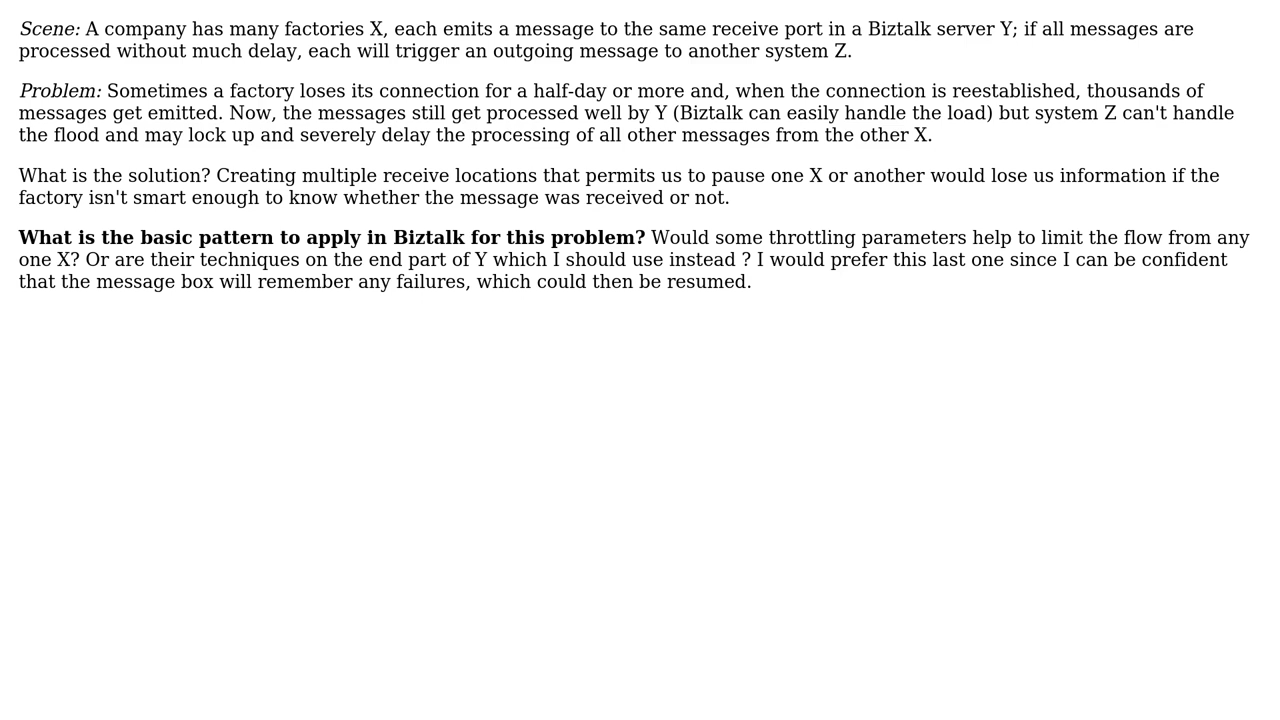 Scene: A company has many factories X, each emits a message to the same receive port in a Biztalk server Y; if all messages are
processed without much delay, each will trigger an outgoing message to another system Z.
Problem: Sometimes a factory loses its connection for a half-day or more and, when the connection is reestablished, thousands of
messages get emitted. Now, the messages still get processed well by Y (Biztalk can easily handle the load) but system Z can't handle
the flood and may lock up and severely delay the processing of all other messages from the other X.
What is the solution? Creating multiple receive locations that permits us to pause one X or another would lose us information if the
factory isn't smart enough to know whether the message was received or not.
What is the basic pattern to apply in Biztalk for this problem? Would some throttling parameters help to limit the flow from any
one X? Or are their techniques on the end part of Y which I should use instead ? I would prefer this last one since I can be confident
that the message box will remember any failures, which could then be resumed.